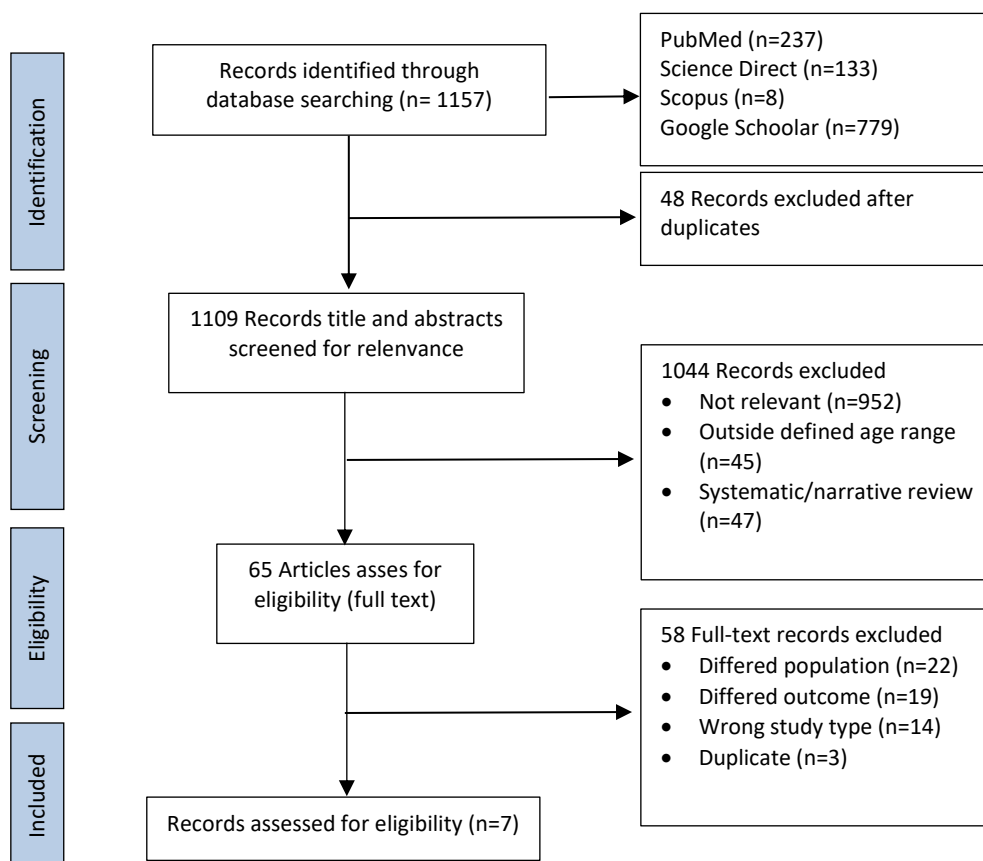 Identification
Records identified through
database searching (n= 1157)
PubMed (n=237)
Science Direct (n=133)
Scopus (n=8)
Google Schoolar (n=779)
48 Records excluded after
duplicates
Screening
1109 Records title and abstracts
screened for relenvance
1044 Records excluded
• Not relevant (n=952)
• Outside defined age range
(n=45)
• Systematic/narrative review
(n=47)
Eligibility
65 Articles asses for
eligibility (full text)
58 Full-text records excluded
• Differed population (n=22)
• Differed outcome (n=19)
• Wrong study type (n=14)
• Duplicate (n=3)
Included
Records assessed for eligibility (n=7)